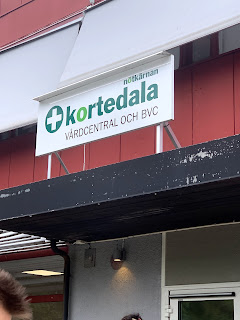 nötkärnan
kortedala
VÅRDCENTRAL OCH BVC